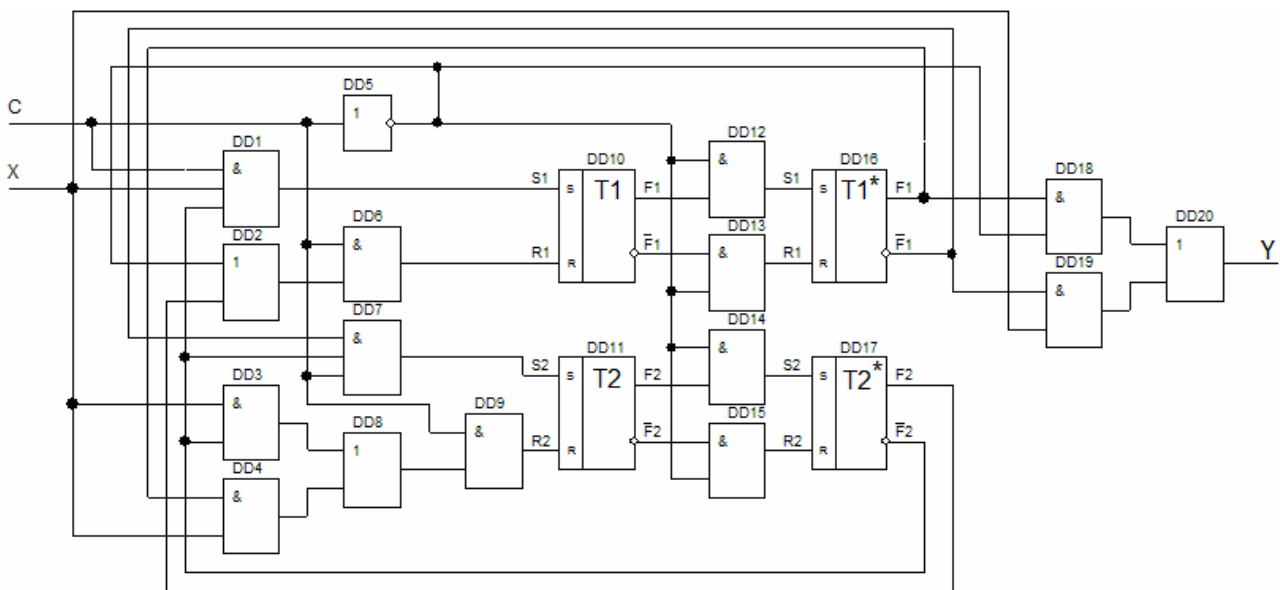 DD5
C
1
DD12
DD1
&
X
&
DD10
DD16
DD18
S1
S
T1
F1
S1
S
T1*
F1
&
DD6
DD20
DD2
&
DD13
1
Y
1
R1
R
F̅1
&
R1
R
F̅1
DD19
&
DD7
DD14
&
DD11
&
DD17
DD3
S2
S
T2
F2
S2
S
T2*
F2
&
DD9
DD15
DD8
&
F̅2
&
F̅2
1
R2
R
R2
R
DD4
&